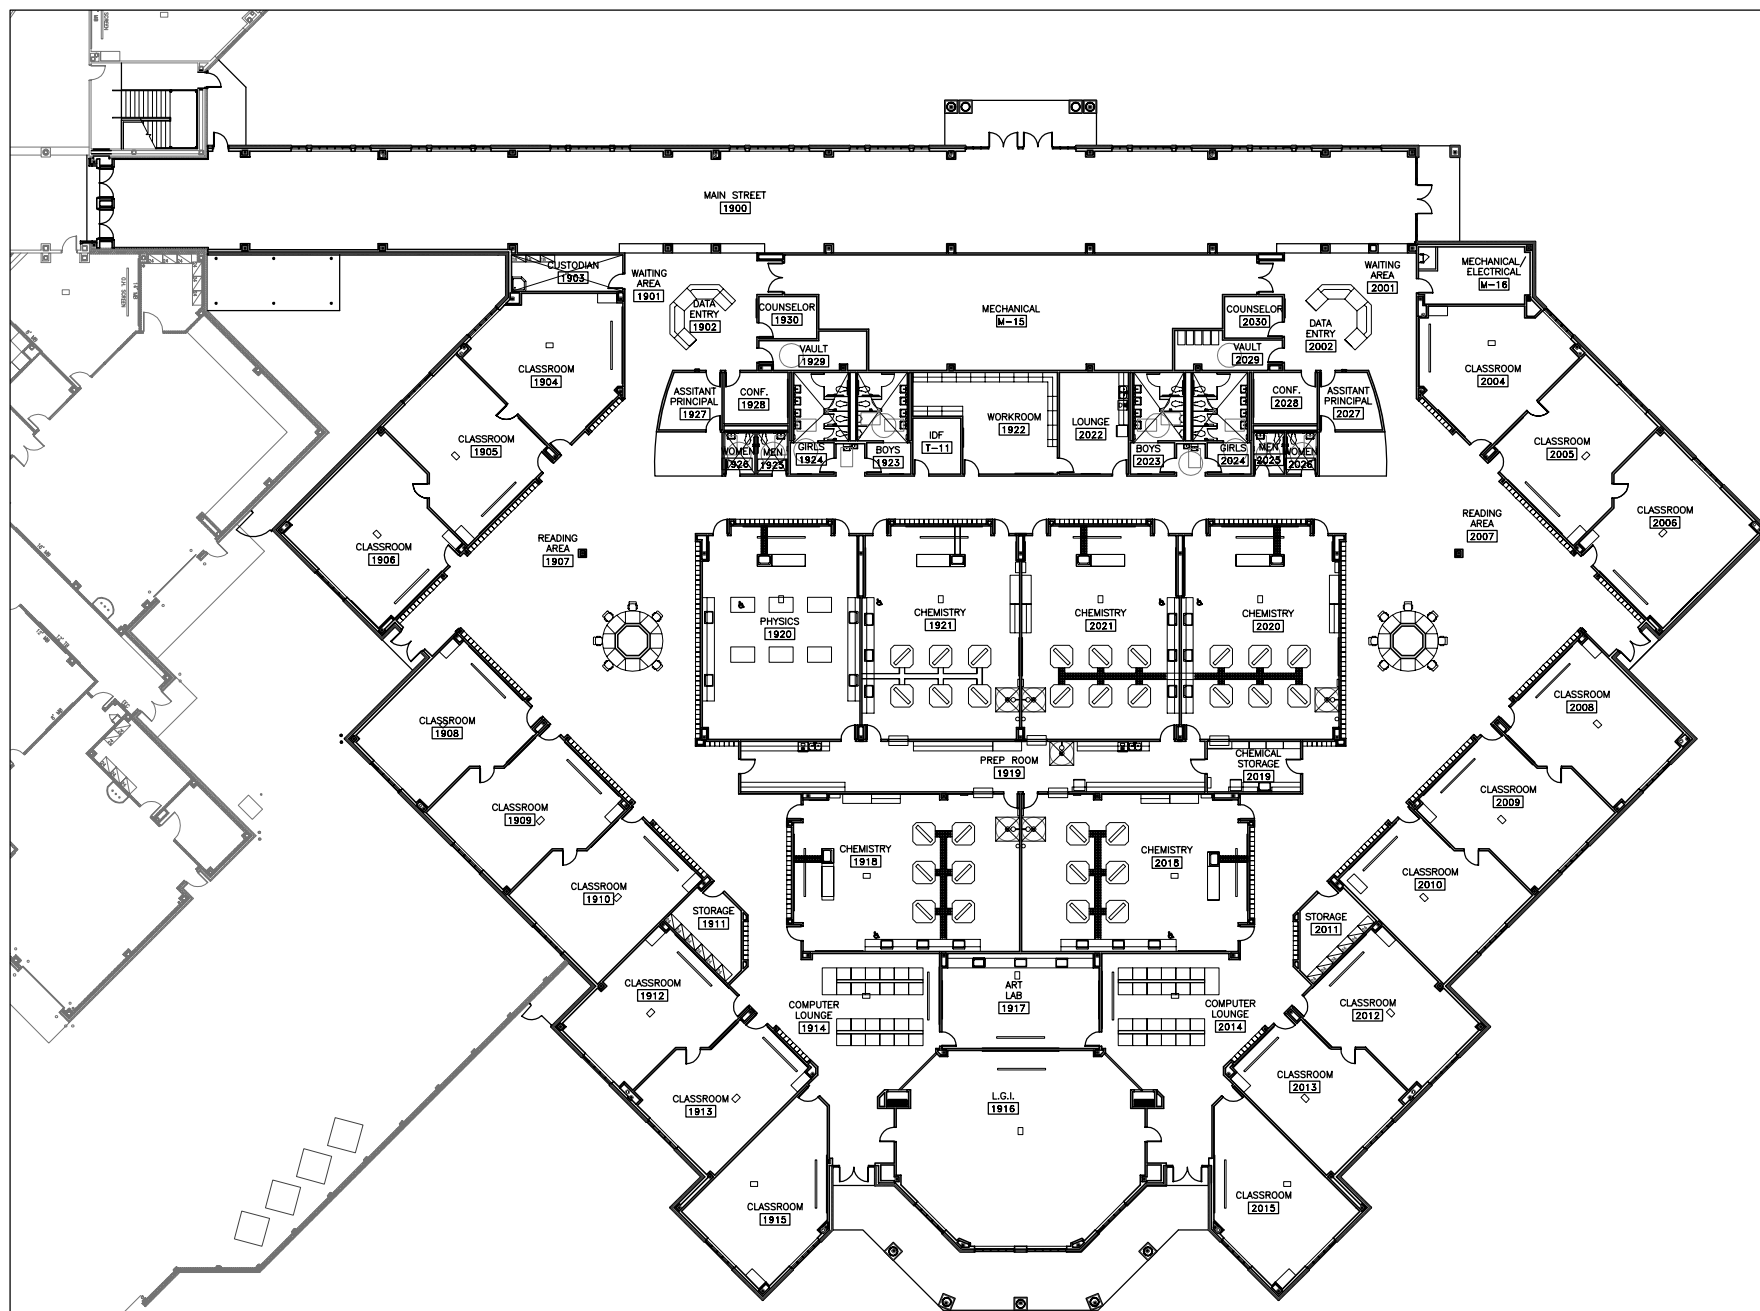 SCREEN
MAIN STREET
1900
CUSTODIAN
1903
WAITING
AREA
1901
DATA
ENTRY
1902
COUNSELOR
1930
VAULT
1929
MECHANICAL
M-15
COUNSELOR
2030
VAULT
2029
WAITING
AREA
2001
DATA
ENTRY
2002
MECHANICAL/
ELECTRICAL
M-16
CLASSROOM
1904
CLASSROOM
1905
CLASSROOM
1906
ASSITANT
PRINCIPAL
1927
CONF.
1928
WOMEN
1926
MEN
1925
GIRLS
1924
BOYS
1923
IDF
T-11
WORKROOM
1922
LOUNGE
2022
BOYS
2023
GIRLS
2024
MEN
2025
WOMEN
2026
CONF.
2028
ASSITANT
PRINCIPAL
2027
CLASSROOM
2004
CLASSROOM
2005
CLASSROOM
2006
READING
AREA
1907
READING
AREA
2007
PHYSICS
1920
CHEMISTRY
1921
CHEMISTRY
2021
CHEMISTRY
2020
CLASSROOM
1908
CLASSROOM
1909
CLASSROOM
1910
PREP ROOM
1919
CHEMICAL
STORAGE
2019
CLASSROOM
2008
CLASSROOM
2009
CLASSROOM
2010
CHEMISTRY
1918
CHEMISTRY
2018
STORAGE
1911
STORAGE
2011
CLASSROOM
1912
CLASSROOM
1913
CLASSROOM
1915
COMPUTER
LOUNGE
1914
ART
LAB
1917
COMPUTER
LOUNGE
2014
L.G.I.
1916
CLASSROOM
2012
CLASSROOM
2013
CLASSROOM
2015